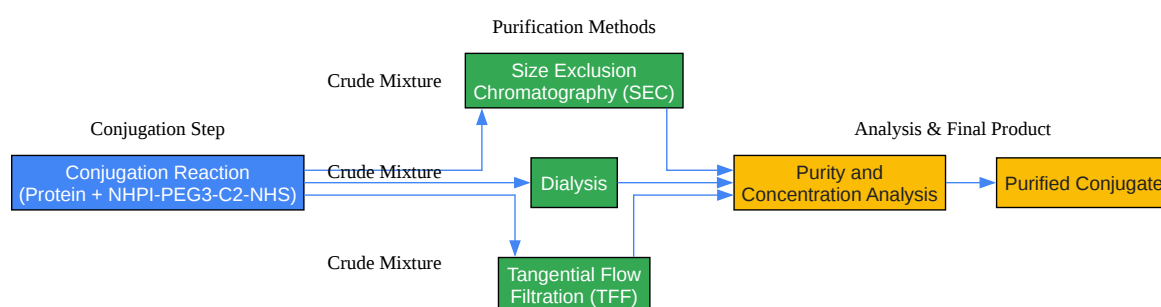 Purification Methods
Crude Mixture
Size Exclusion
Chromatography (SEC)
Conjugation Step
Analysis & Final Product
Conjugation Reaction
(Protein + NHPI-PEG3-C2-NHS)
Crude Mixture
Dialysis
Purity and
Concentration Analysis
Purified Conjugate
Crude Mixture
Tangential Flow
Filtration (TFF)